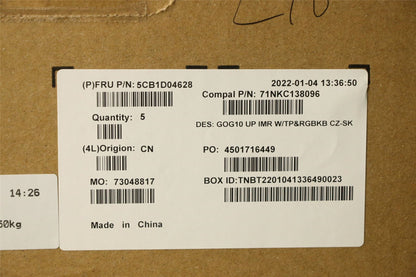 (P)FRU P/N: 5CB1D04628
2022-01-04 13:36:50
Compal P/N: 71NKC138096
Quantity: 5
DES: GOG10 UP IMR W/TP&RGBKB CZ-SK
(4L)Origion: CN
PO: 4501716449
MO: 73048817
BOX ID:TNBT2201041336490023
Made in China
14:26
60kg